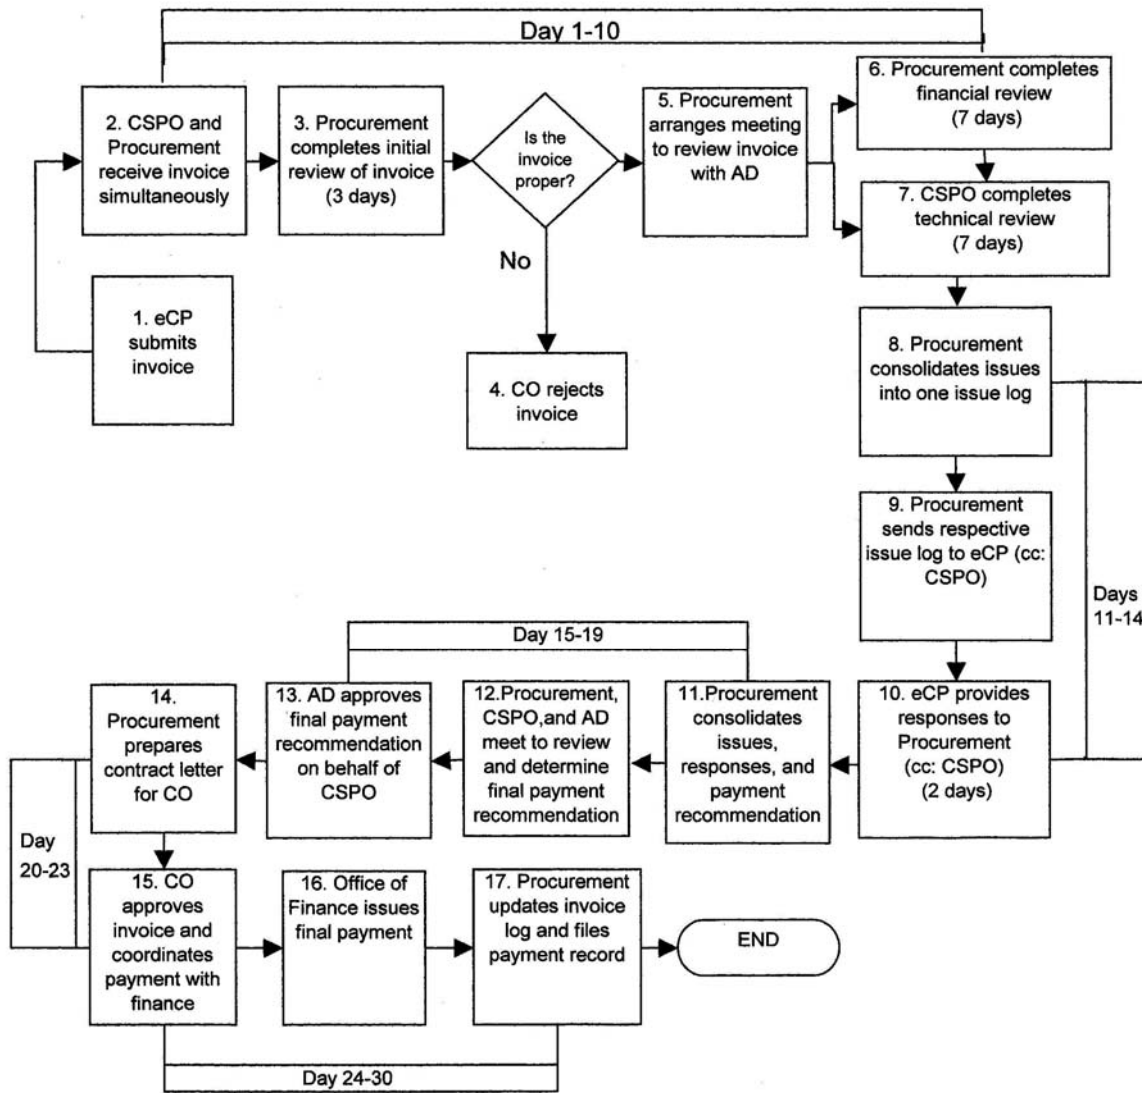 Day 1-10
2. CSPO and
Procurement
receive invoice
simultaneously
3. Procurement
completes initial
review of invoice
(3 days)
Is the
invoice
proper?
5. Procurement
arranges meeting
to review invoice
with AD
6. Procurement completes
financial review
(7 days)
7. CSPO completes
technical review
(7 days)
No
1. eCP
submits
invoice
4. CO rejects
invoice
8. Procurement
consolidates issues
into one issue log
9. Procurement
sends respective
issue log to eCP (cc:
CSPO)
Days
11-14
10. eCP provides
responses to
Procurement
(cc: CSPO)
(2 days)
Day 15-19
11.Procurement
consolidates
issues,
responses, and
payment
recommendation
12.Procurement,
CSPO,and AD
meet to review
and determine
final payment
recommendation
13. AD approves
final payment
recommendation
on behalf of
CSPO
14.
Procurement
prepares
contract letter
for CO
Day
20-23
15. CO
approves
invoice and
coordinates
payment with
finance
16. Office of
Finance issues
final payment
17. Procurement
updates invoice
log and files
payment record
END
Day 24-30